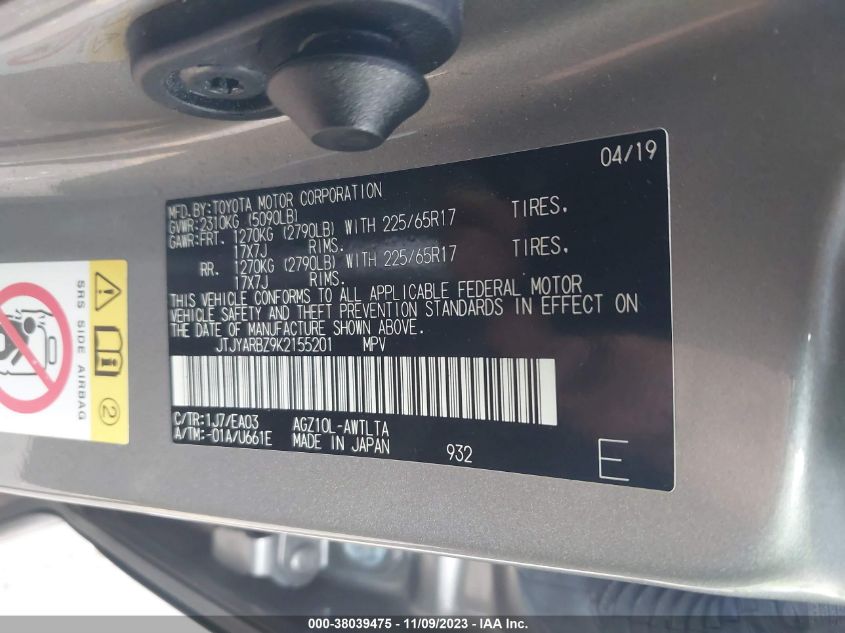 04/19
MFD.BY:TOYOTA MOTOR CORPORATION
GVWR:2310KG (5090LB)
GAWR:FRT. 1270KG (2790LB) WITH 225/65R17 TIRES,
17X7J RIMS.
RR. 1270KG (2790LB) WITH 225/65R17 TIRES,
17X7J RIMS.
THIS VEHICLE CONFORMS TO ALL APPLICABLE FEDERAL MOTOR
VEHICLE SAFETY AND THEFT PREVENTION STANDARDS IN EFFECT ON
THE DATE OF MANUFACTURE SHOWN ABOVE.
JTJYARBZ9K2155201 MPV
C/TR:1J7/EA03 AGZ10L-AWTLTA
A/TM:-01A/U661E MADE IN JAPAN 932 E
SRS SIDE AIRBAG
2
000-38039475 - 11/09/2023 - IAA Inc.